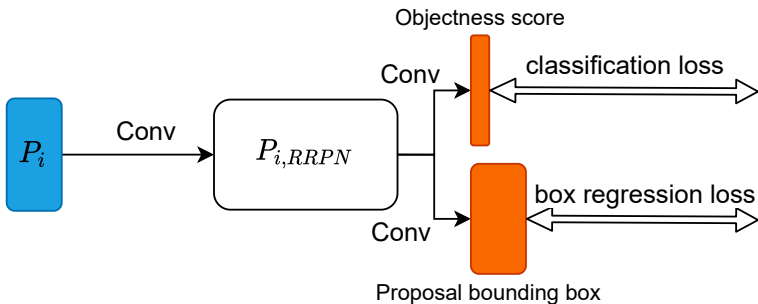 Objectness score
Conv
classification loss
Conv
P_i
P_{i,RRPN}
box regression loss
Conv
Proposal bounding box